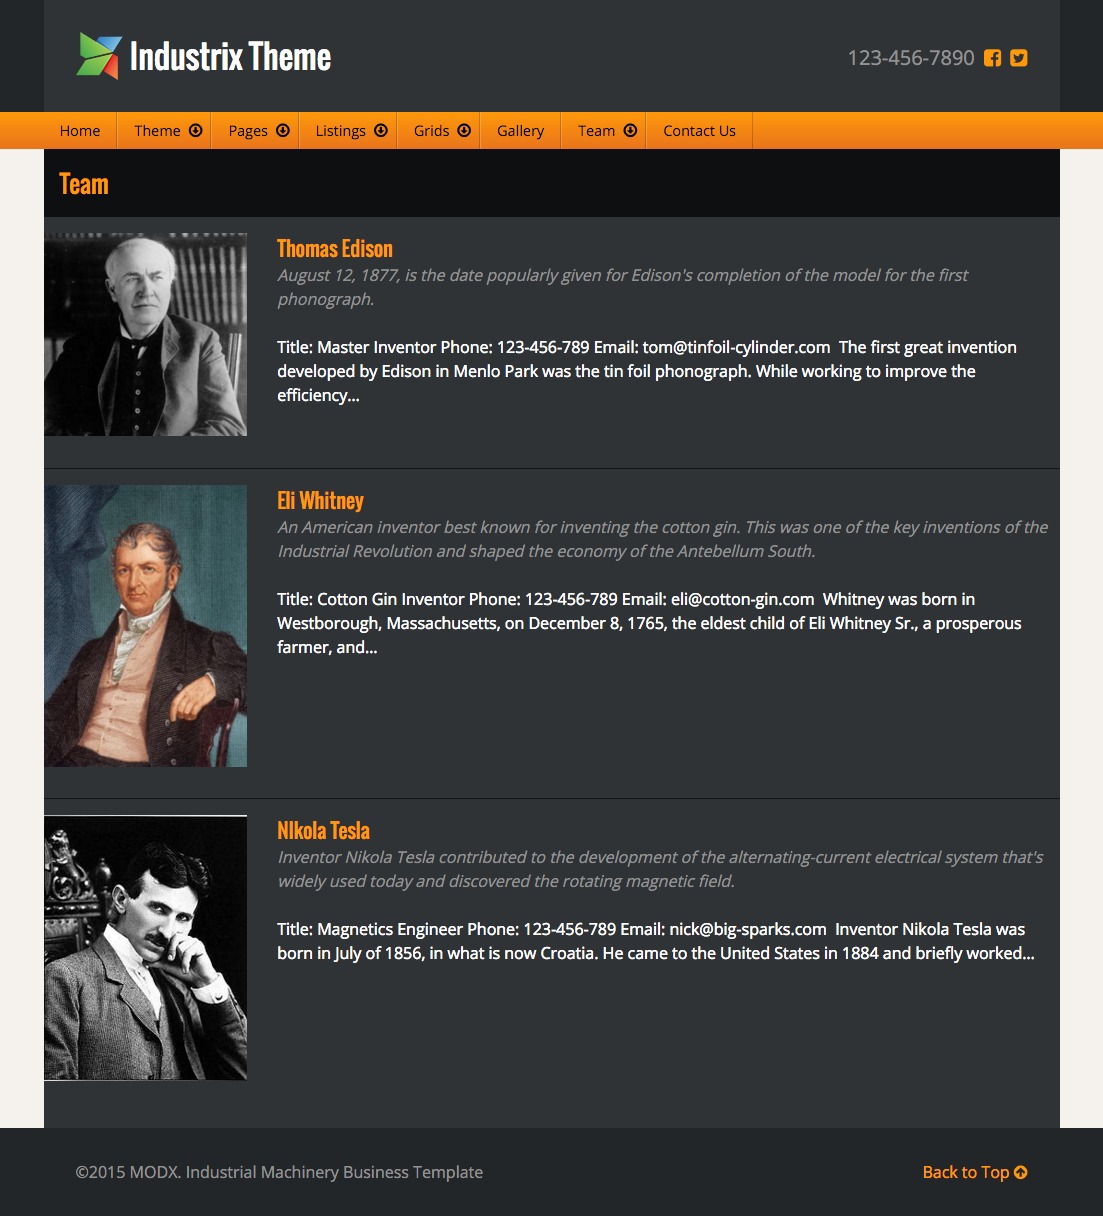 Industrix Theme
123-456-7890
Home Theme Pages Listings Grids Gallery Team Contact Us
Team
Thomas Edison
August 12, 1877, is the date popularly given for Edison's completion of the model for the first
phonograph.
Title: Master Inventor Phone: 123-456-789 Email: tom@tinfoil-cylinder.com  The first great invention
developed by Edison in Menlo Park was the tin foil phonograph. While working to improve the
efficiency...
Eli Whitney
An American inventor best known for inventing the cotton gin. This was one of the key inventions of the
Industrial Revolution and shaped the economy of the Antebellum South.
Title: Cotton Gin Inventor Phone: 123-456-789 Email: eli@cotton-gin.com  Whitney was born in
Westborough, Massachusetts, on December 8, 1765, the eldest child of Eli Whitney Sr., a prosperous
farmer, and...
NIkola Tesla
Inventor Nikola Tesla contributed to the development of the alternating-current electrical system that's
widely used today and discovered the rotating magnetic field.
Title: Magnetics Engineer Phone: 123-456-789 Email: nick@big-sparks.com  Inventor Nikola Tesla was
born in July of 1856, in what is now Croatia. He came to the United States in 1884 and briefly worked...
©2015 MODX. Industrial Machinery Business Template
Back to Top